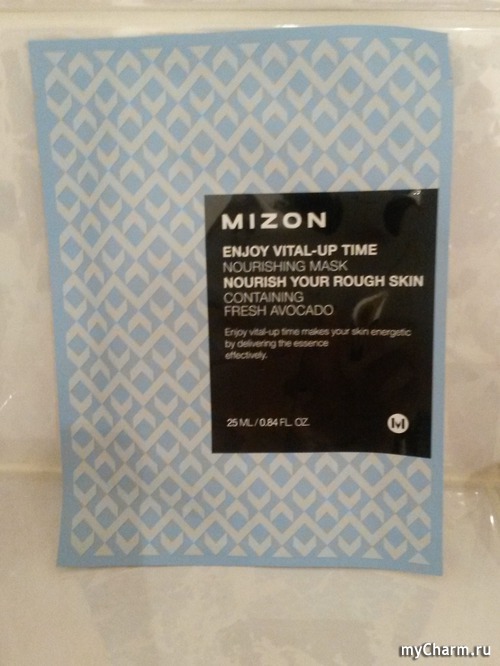 MIZON
ENJOY VITAL-UP TIME
NOURISHING MASK
NOURISH YOUR ROUGH SKIN
CONTAINING
FRESH AVOCADO
Enjoy vital-up time makes your skin energetic
by delivering the essence
effectively.
25 ML / 0.84 FL. OZ.
M
myCharm.ru